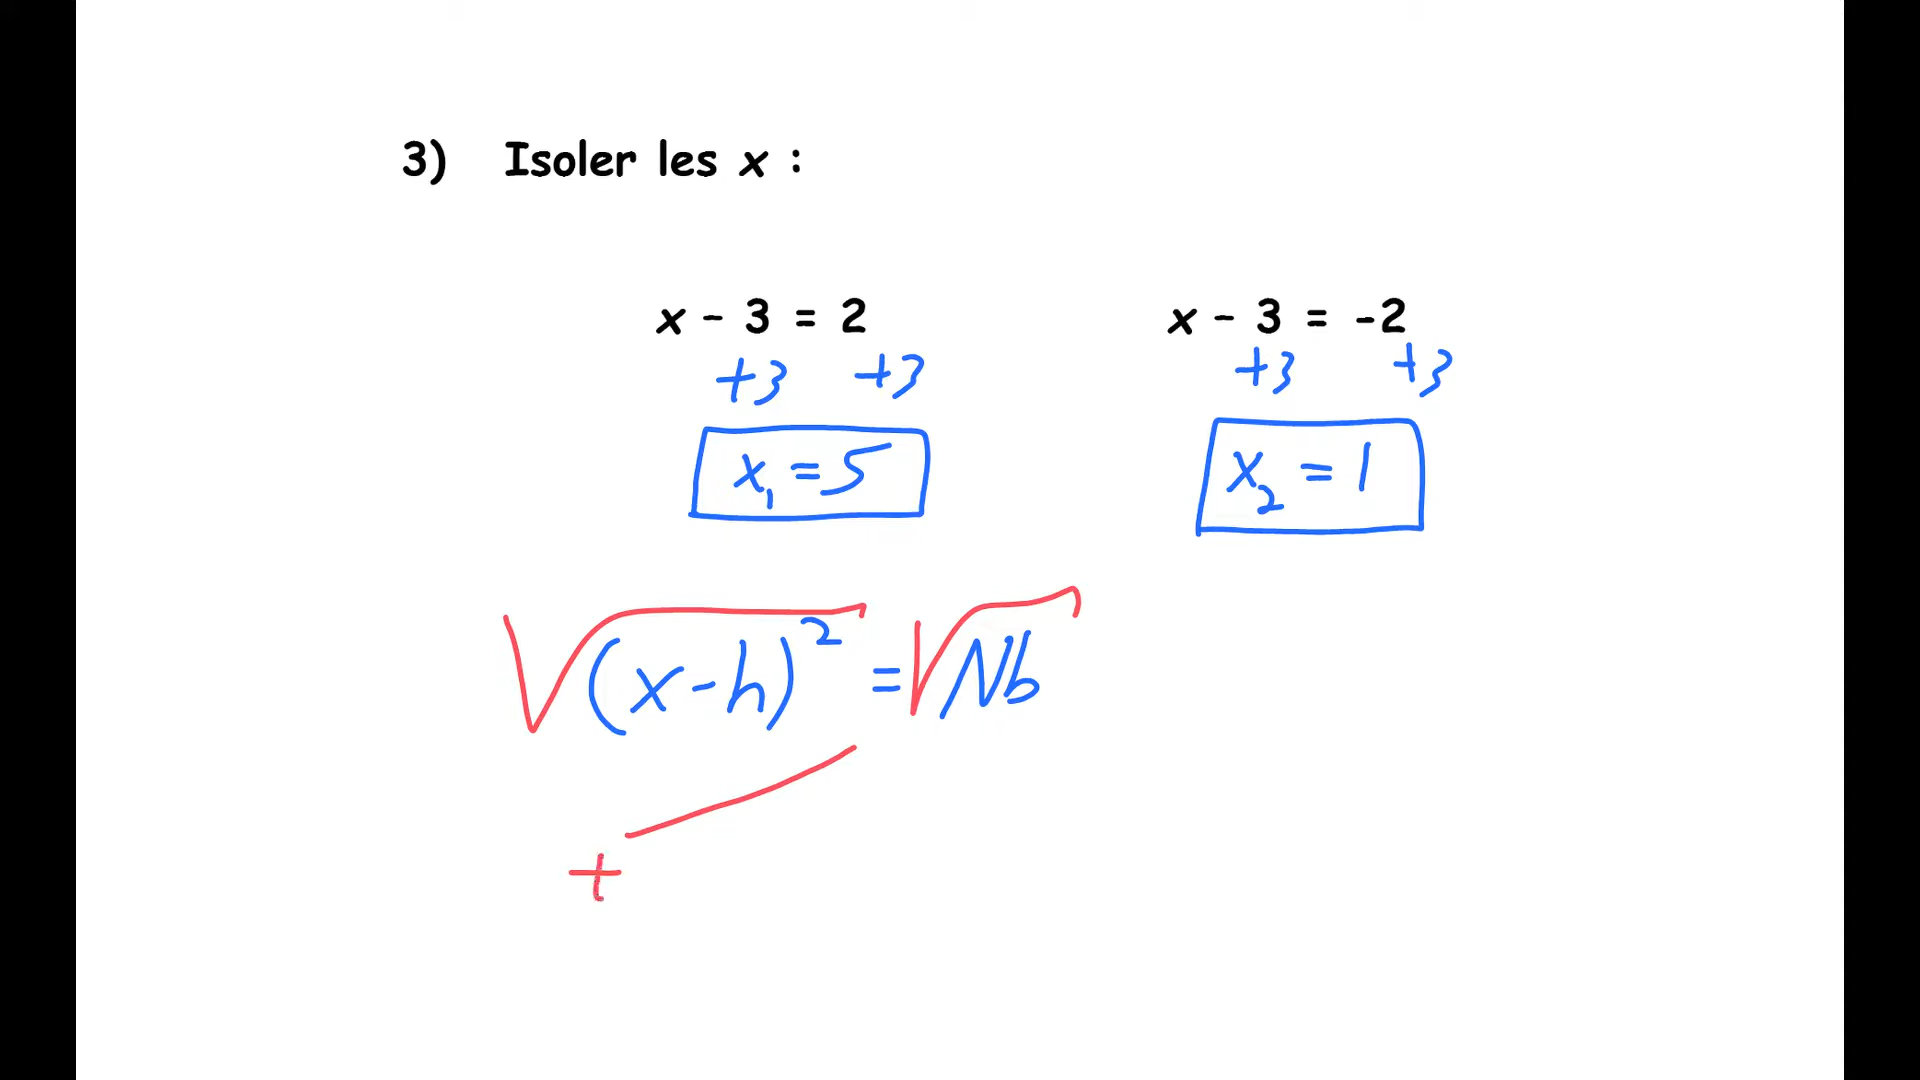 3) Isoler les x :
x - 3 = 2 x - 3 = -2
+3 +3 +3 +3
x₁ = 5 x₂ = 1
√(x-h)² = √Nb
+